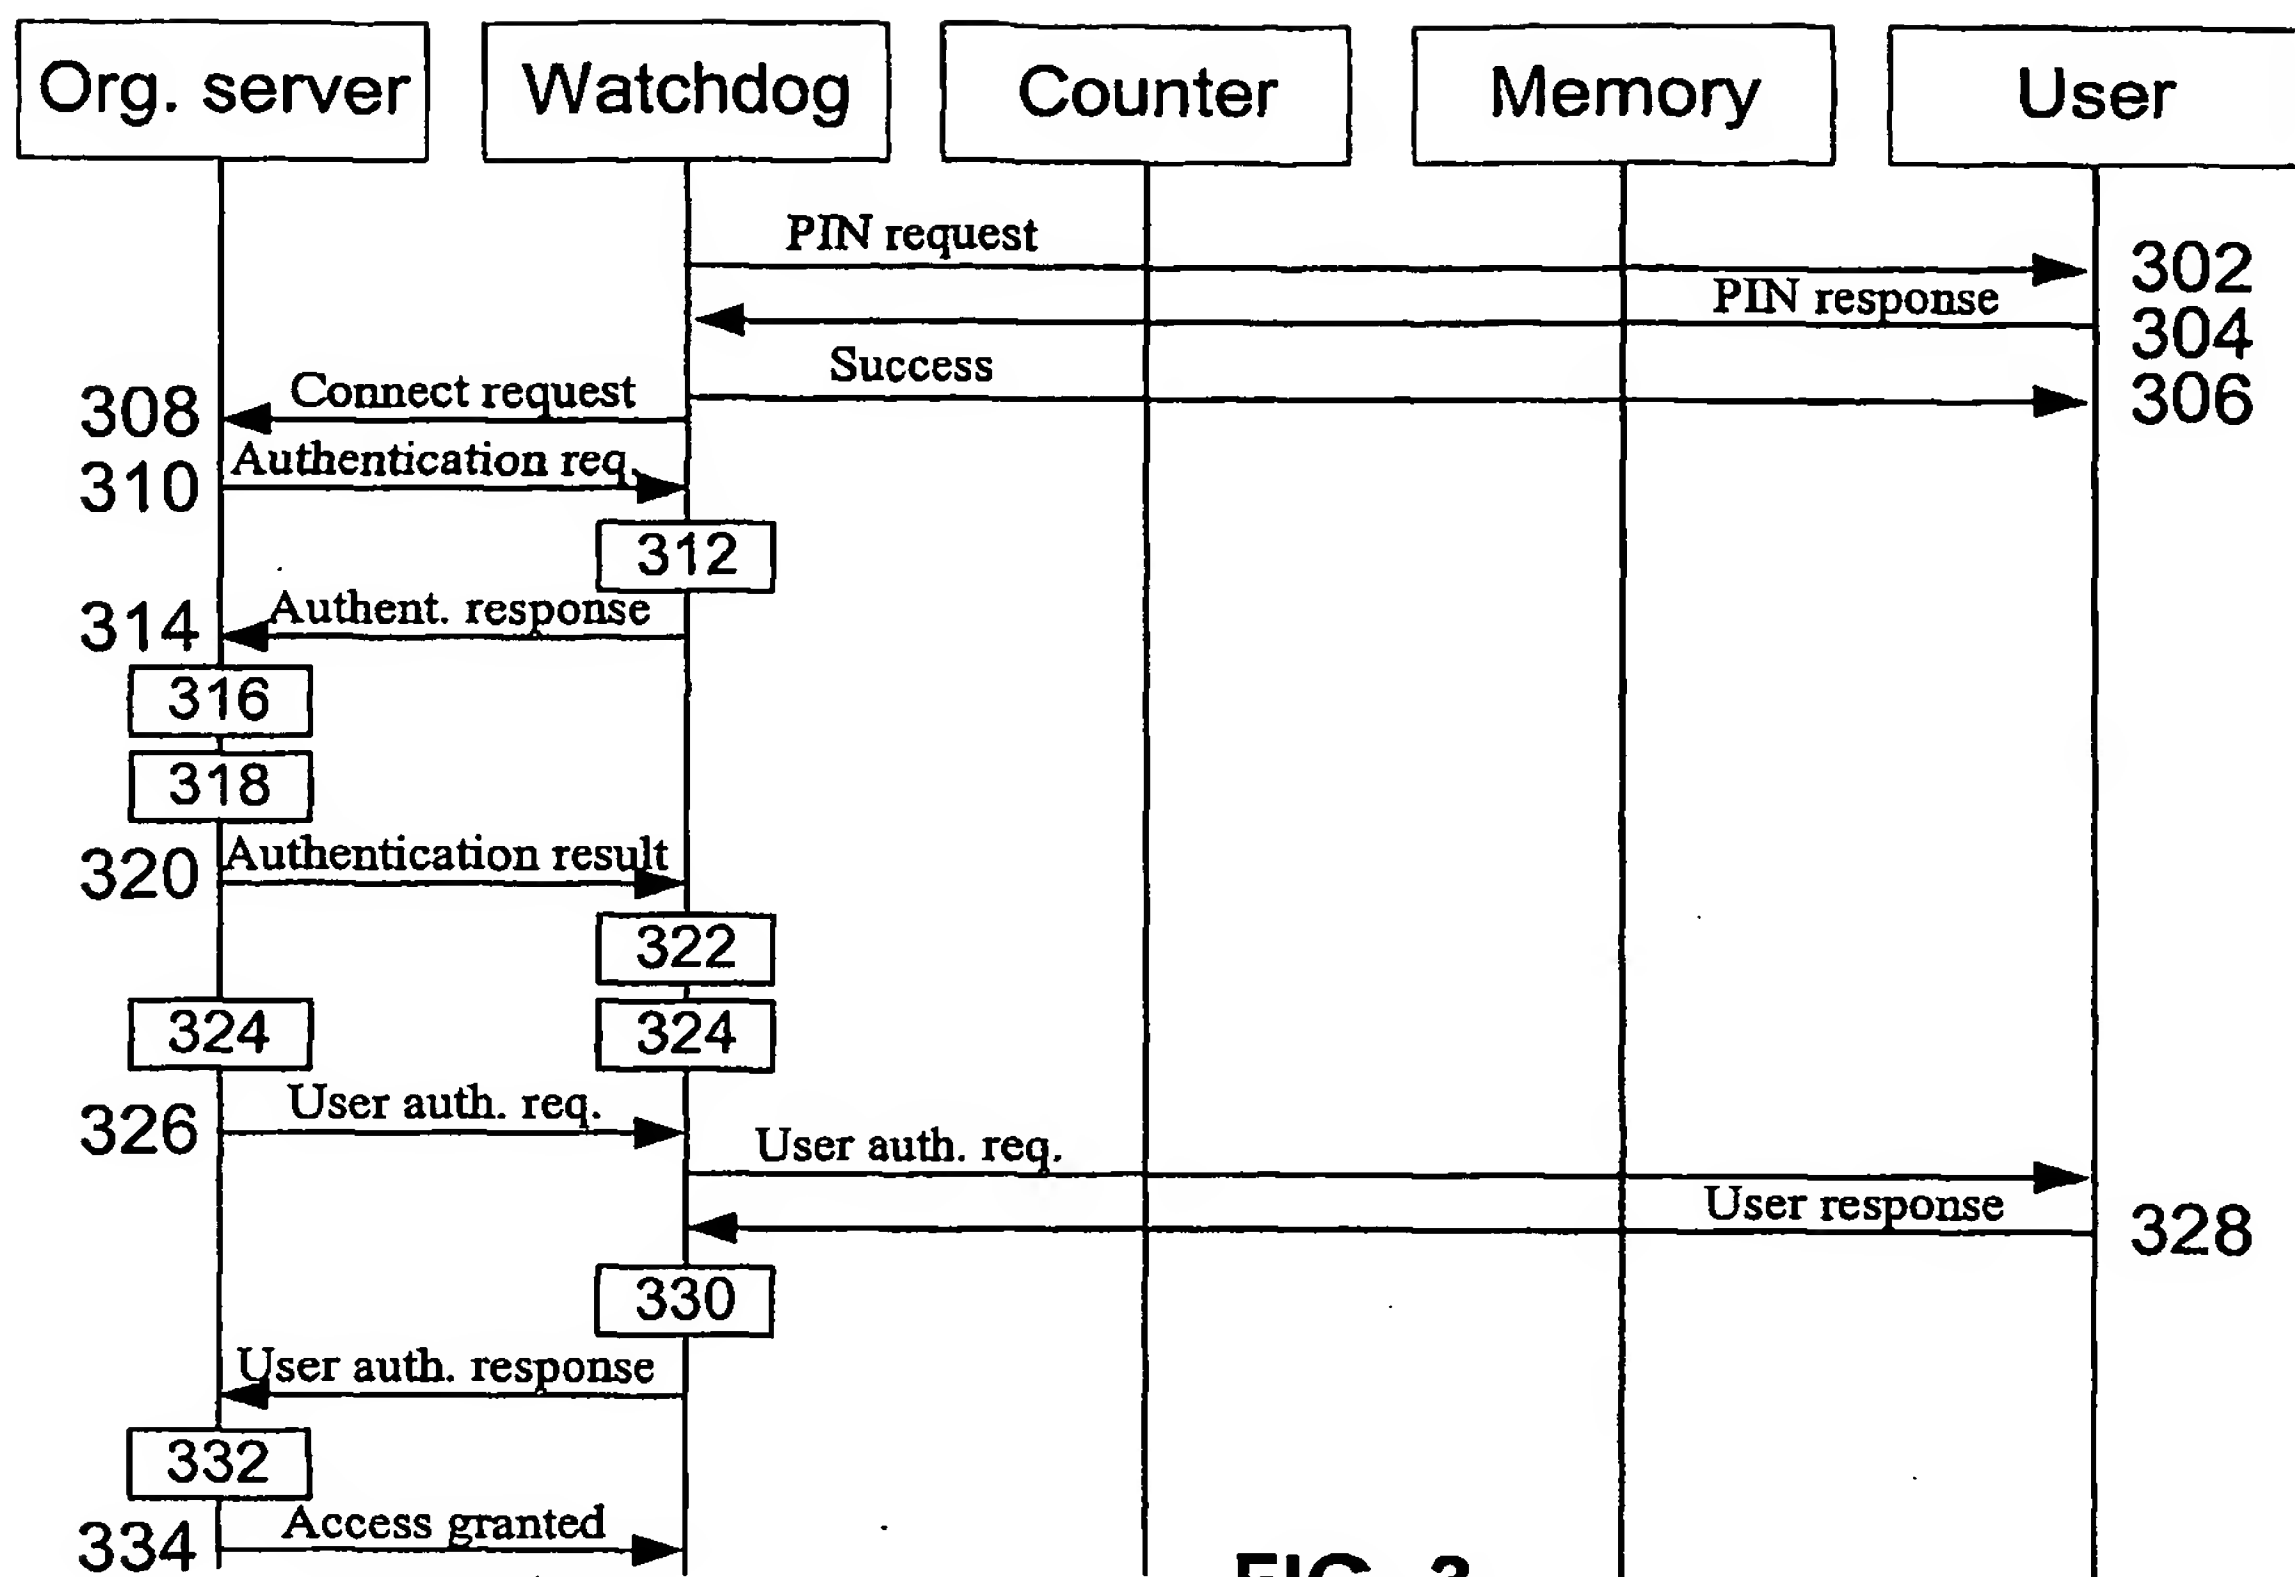 Org. server Watchdog Counter Memory User
PIN request
302
PIN response
304
Success
306
308 Connect request
310 Authentication req.
312
314 Authent. response
316
318
320 Authentication result
322
324 324
326 User auth. req.
User auth. req.
User response
328
330
User auth. response
332
334 Access granted
FIG. 3